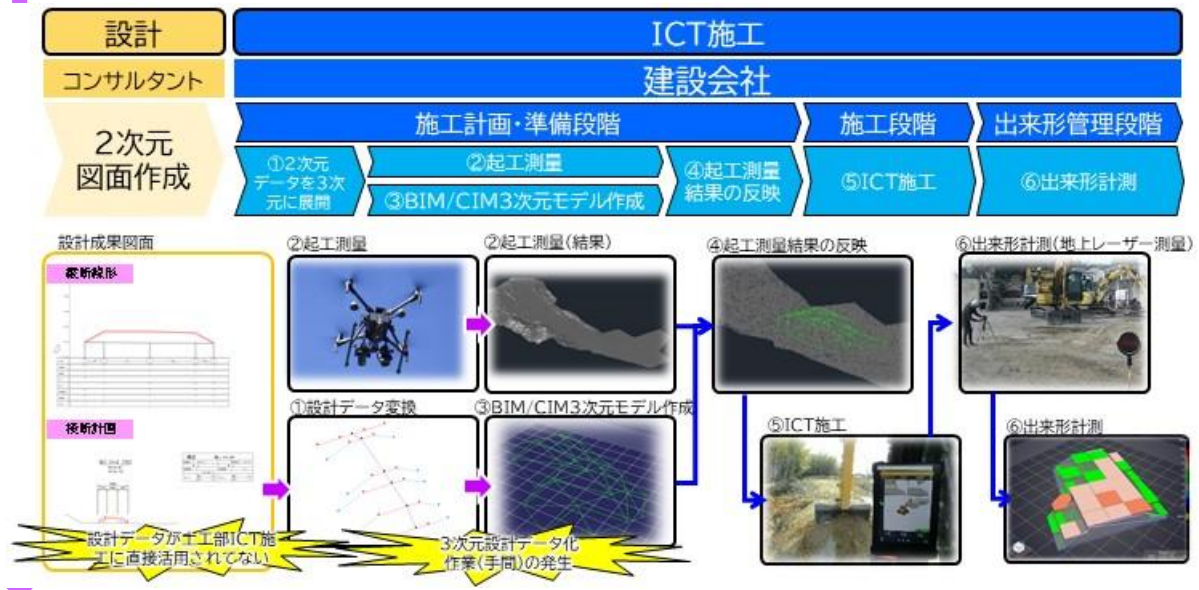 設計
ICT施工
コンサルタント
建設会社
2次元
図面作成
施工計画・準備段階
施工段階
出来形管理段階
①2次元
データを3次
元に展開
②起工測量
③BIM/CIM3次元モデル作成
④起工測量
結果の反映
⑤ICT施工
⑥出来形計測
設計成果図面
②起工測量
②起工測量(結果)
④起工測量結果の反映
⑥出来形計測(地上レーザー測量)
縦断線形
①設計データ変換
③BIM/CIM3次元モデル作成
⑤ICT施工
⑥出来形計測
横断計画
設計データが土工部ICT施
工に直接活用されてない
3次元設計データ化
作業(手間)の発生